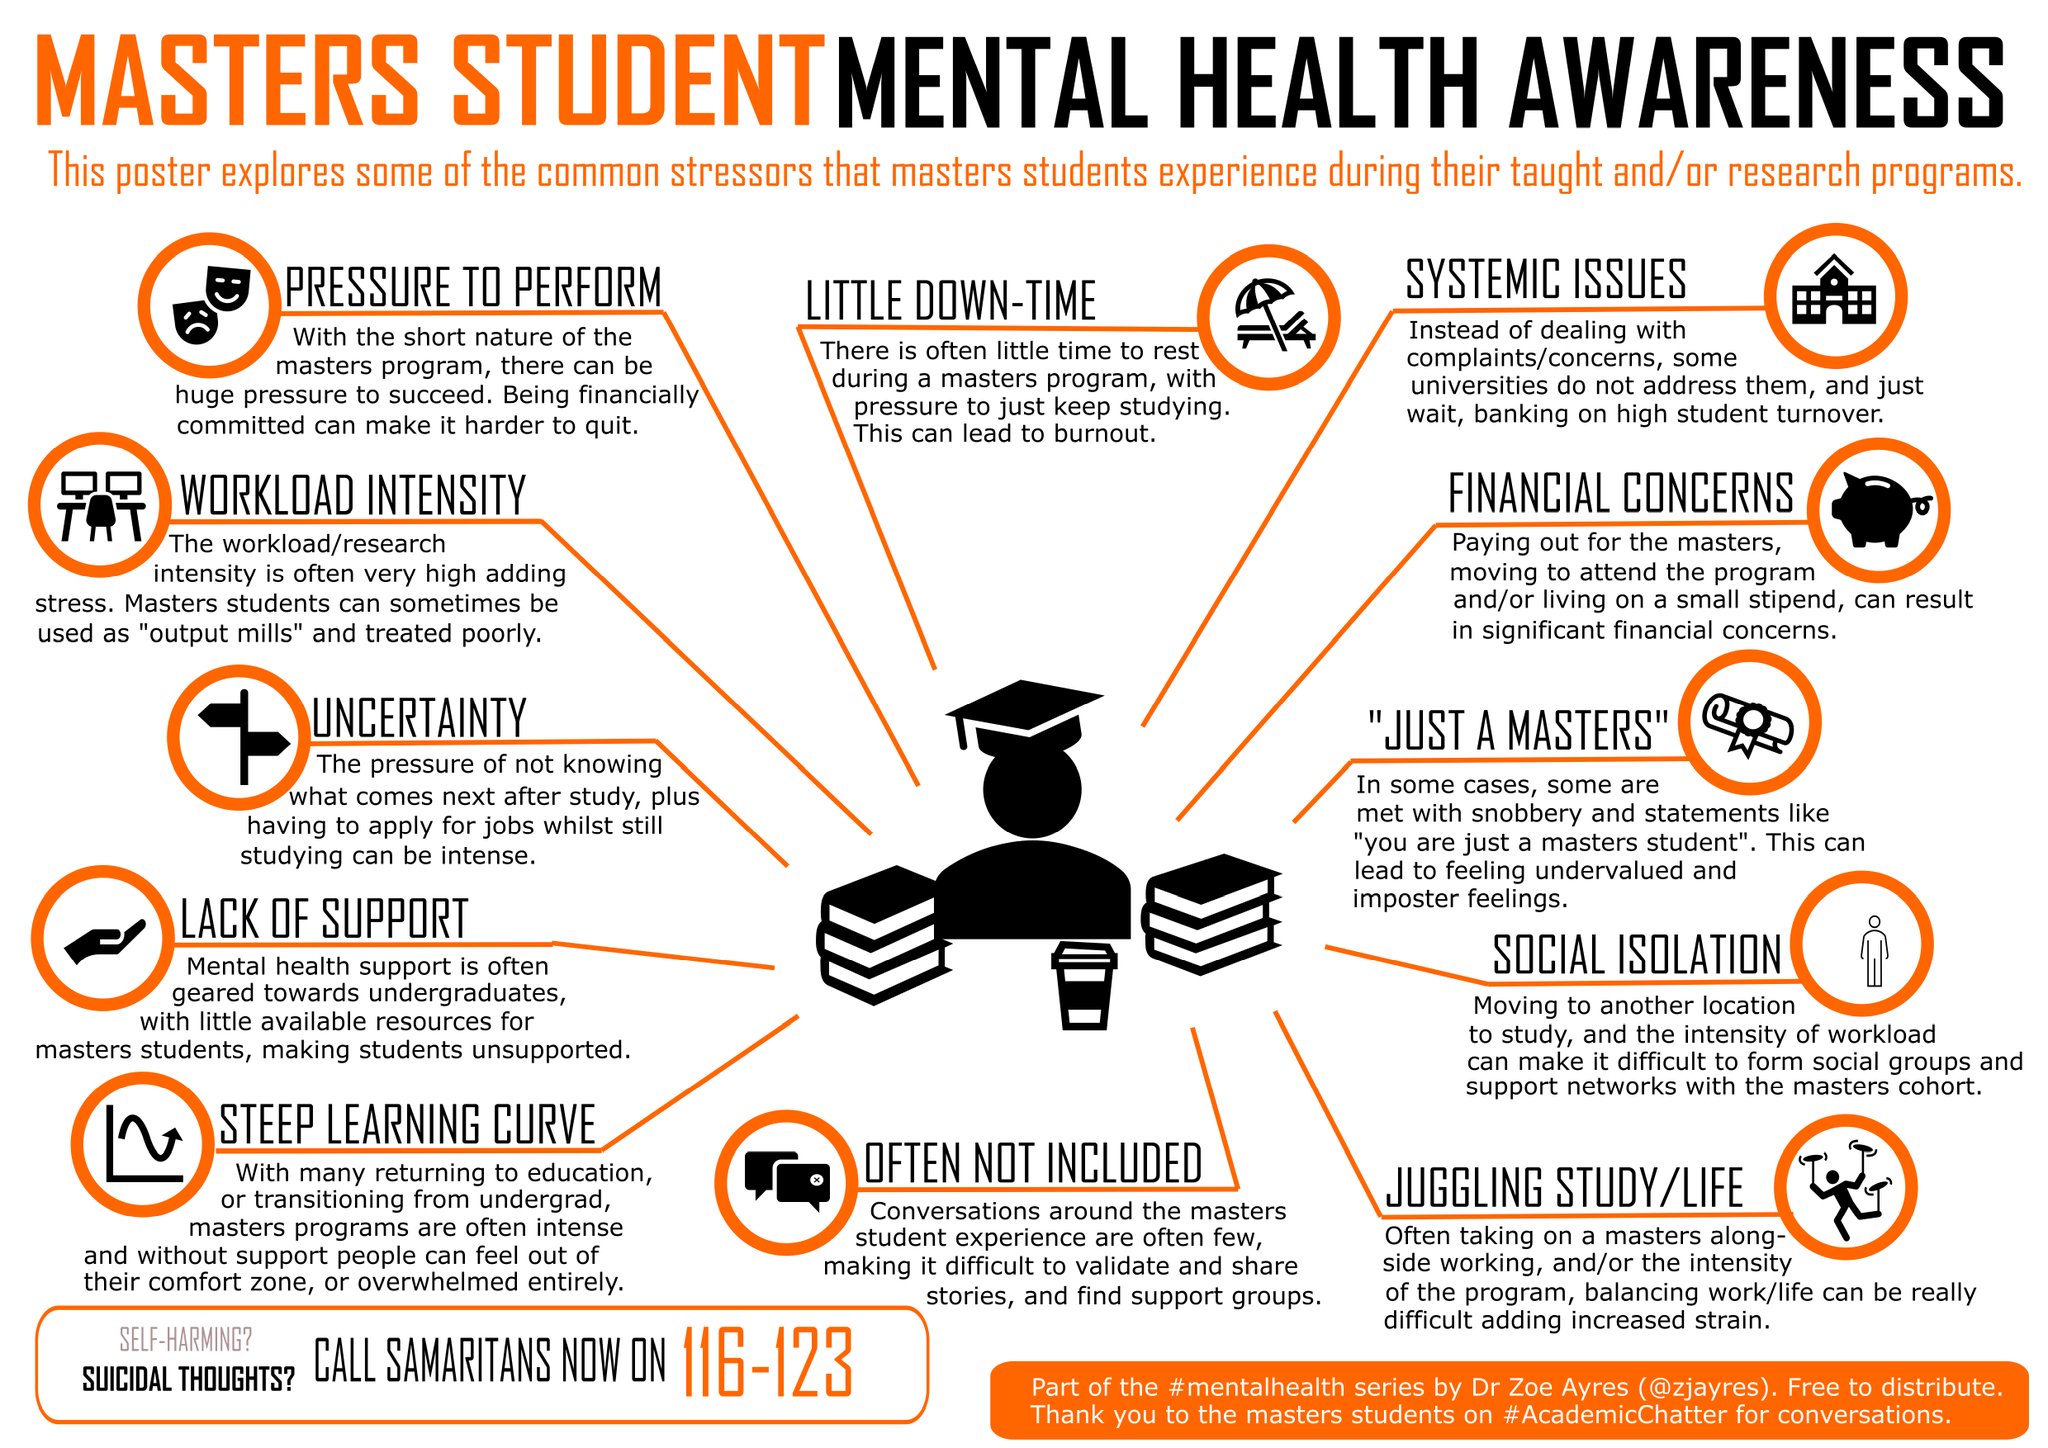 MASTERS STUDENT MENTAL HEALTH AWARENESS
This poster explores some of the common stressors that masters students experience during their taught and/or research programs.
PRESSURE TO PERFORM
With the short nature of the
masters program, there can be
huge pressure to succeed. Being financially
committed can make it harder to quit.
LITTLE DOWN-TIME
There is often little time to rest
during a masters program, with
pressure to just keep studying.
This can lead to burnout.
SYSTEMIC ISSUES
Instead of dealing with
complaints/concerns, some
universities do not address them, and just
wait, banking on high student turnover.
WORKLOAD INTENSITY
The workload/research
intensity is often very high adding
stress. Masters students can sometimes be
used as "output mills" and treated poorly.
FINANCIAL CONCERNS
Paying out for the masters,
moving to attend the program
and/or living on a small stipend, can result
in significant financial concerns.
UNCERTAINTY
The pressure of not knowing
what comes next after study, plus
having to apply for jobs whilst still
studying can be intense.
"JUST A MASTERS"
In some cases, some are
met with snobbery and statements like
"you are just a masters student". This can
lead to feeling undervalued and
imposter feelings.
LACK OF SUPPORT
Mental health support is often
geared towards undergraduates,
with little available resources for
masters students, making students unsupported.
SOCIAL ISOLATION
Moving to another location
to study, and the intensity of workload
can make it difficult to form social groups and
support networks with the masters cohort.
STEEP LEARNING CURVE
With many returning to education,
or transitioning from undergrad,
masters programs are often intense
and without support people can feel out of
their comfort zone, or overwhelmed entirely.
OFTEN NOT INCLUDED
Conversations around the masters
student experience are often few,
making it difficult to validate and share
stories, and find support groups.
JUGGLING STUDY/LIFE
Often taking on a masters along-
side working, and/or the intensity
of the program, balancing work/life can be really
difficult adding increased strain.
SELF-HARMING?
SUICIDAL THOUGHTS?
CALL SAMARITANS NOW ON 116-123
Part of the #mentalhealth series by Dr Zoe Ayres (@zjayres). Free to distribute.
Thank you to the masters students on #AcademicChatter for conversations.